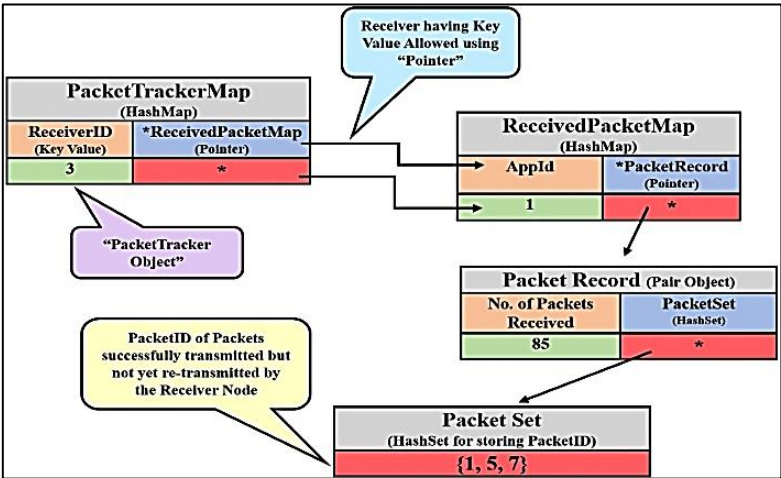 Receiver having Key
Value Allowed using
“Pointer”
PacketTrackerMap
(HashMap)
ReceiverID
(Key Value)
*ReceivedPacketMap
(Pointer)
3
*
ReceivedPacketMap
(HashMap)
AppId
*PacketRecord
(Pointer)
1
*
“PacketTracker
Object”
Packet Record (Pair Object)
No. of Packets
Received
PacketSet
(HashSet)
85
*
PacketID of Packets
successfully transmitted but
not yet re-transmitted by
the Receiver Node
Packet Set
(HashSet for storing PacketID)
{1, 5, 7}